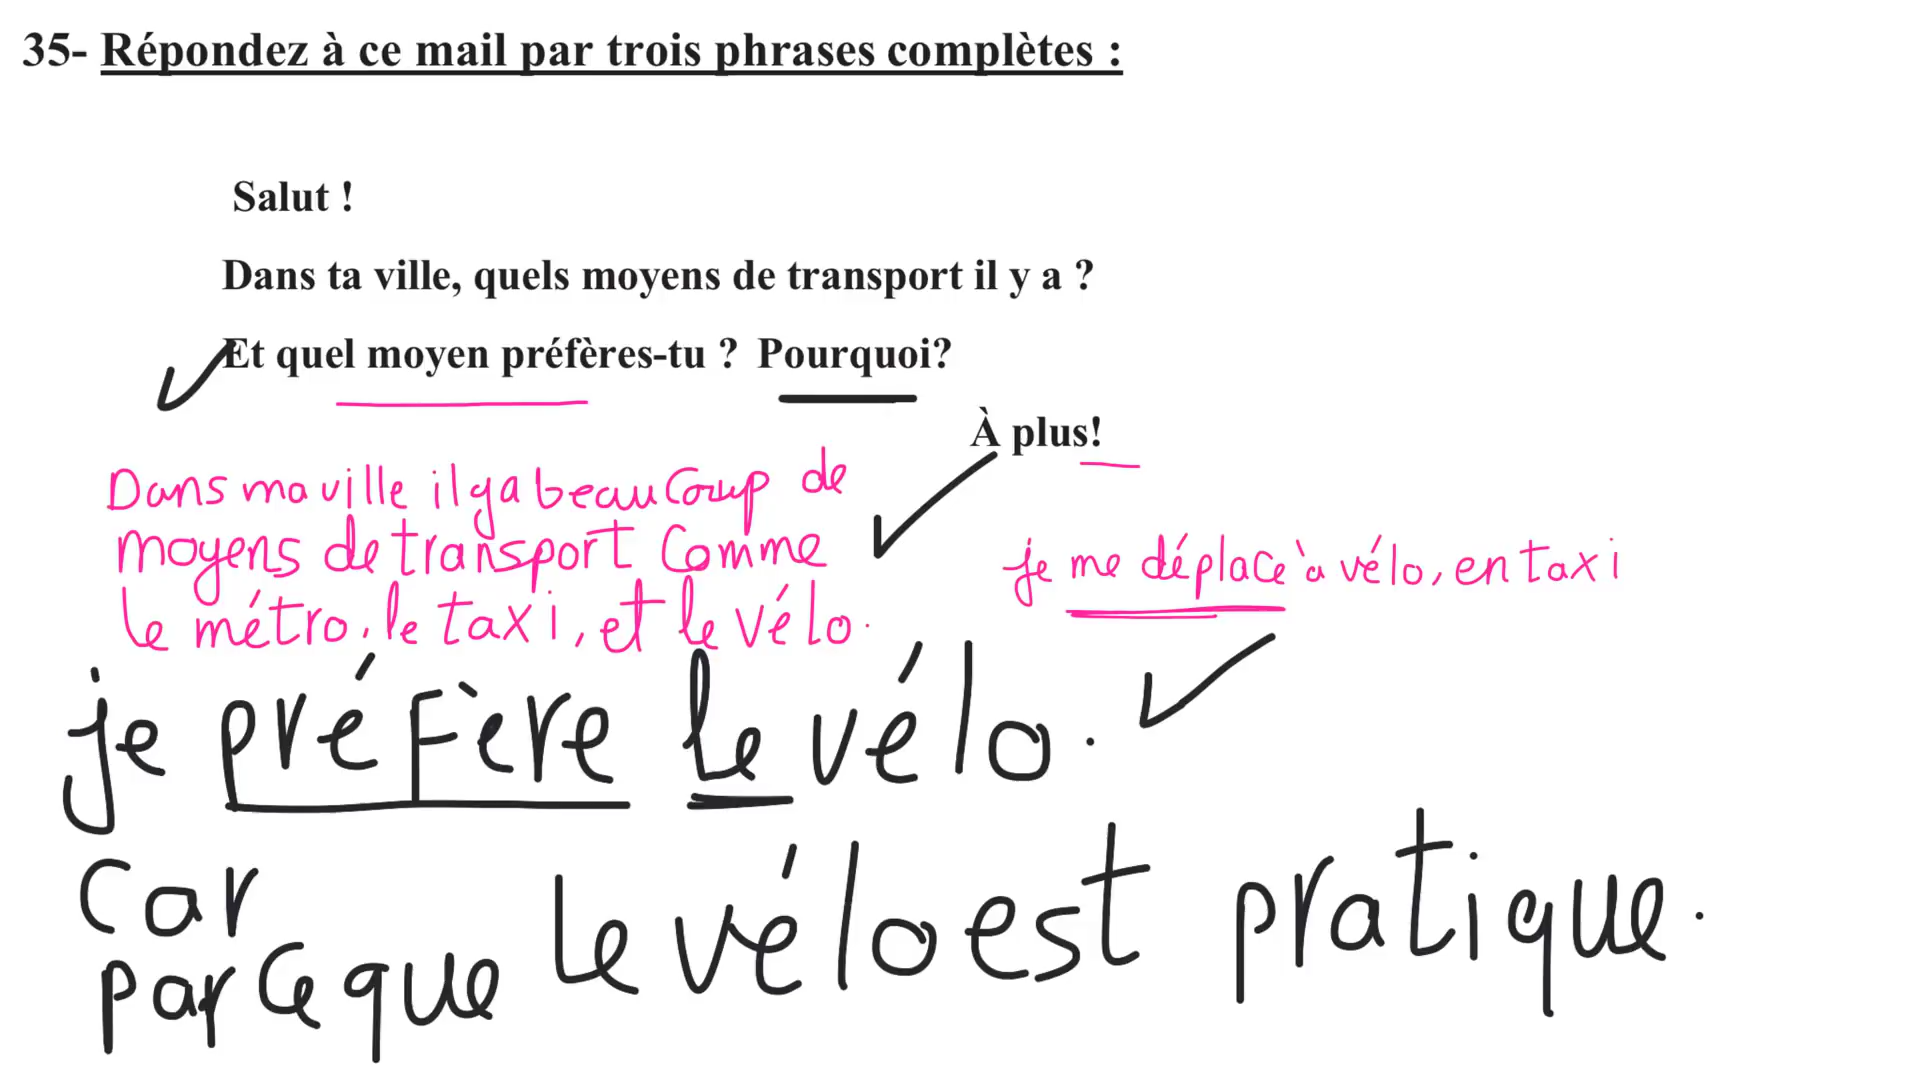 35- Répondez à ce mail par trois phrases complètes :
Salut !
Dans ta ville, quels moyens de transport il y a ?
Et quel moyen préfères-tu ? Pourquoi?
À plus!
Dans ma ville il y a beaucoup de
moyens de transport comme
le métro, le taxi, et le vélo.
je me déplace à vélo, en taxi
je préfère le vélo.
car
parce que le vélo est pratique.